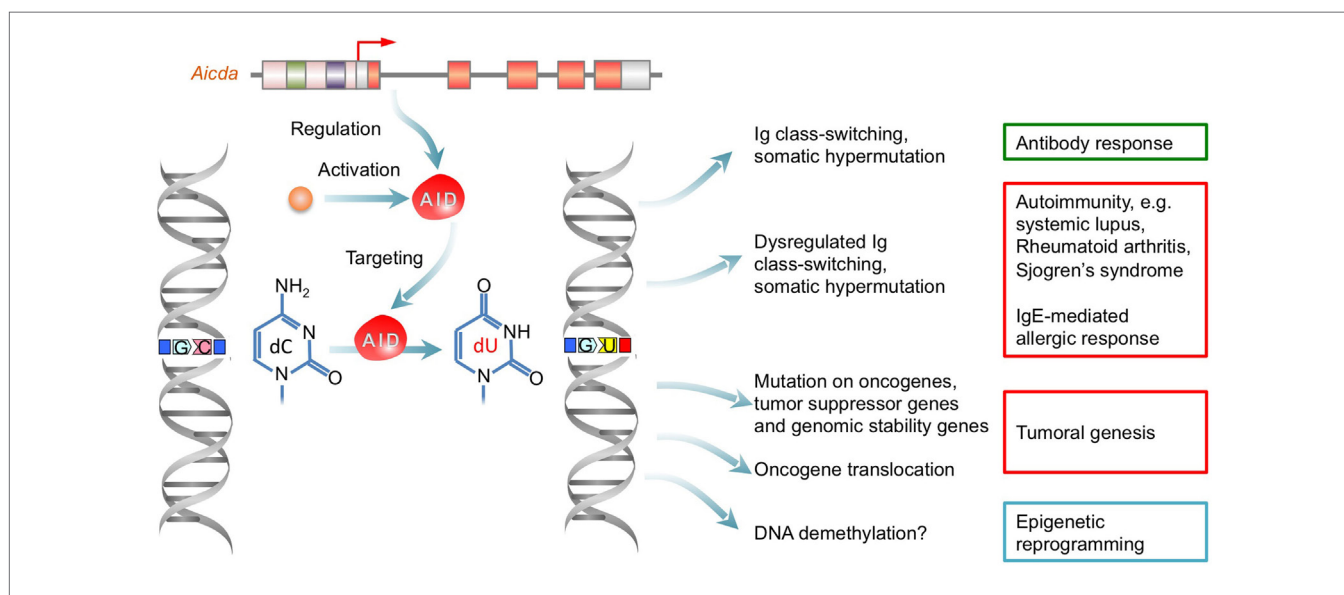 Aicda
Regulation
Activation
AID
Targeting
NH2
N
dC
N
O
G C
AID
O
NH
dU
N
O
G U
Ig class-switching,
somatic hypermutation
Dysregulated Ig
class-switching,
somatic hypermutation
Mutation on oncogenes,
tumor suppressor genes
and genomic stability genes
Oncogene translocation
DNA demethylation?
Antibody response
Autoimmunity, e.g.
systemic lupus,
Rheumatoid arthritis,
Sjogren’s syndrome
IgE-mediated
allergic response
Tumoral genesis
Epigenetic
reprogramming